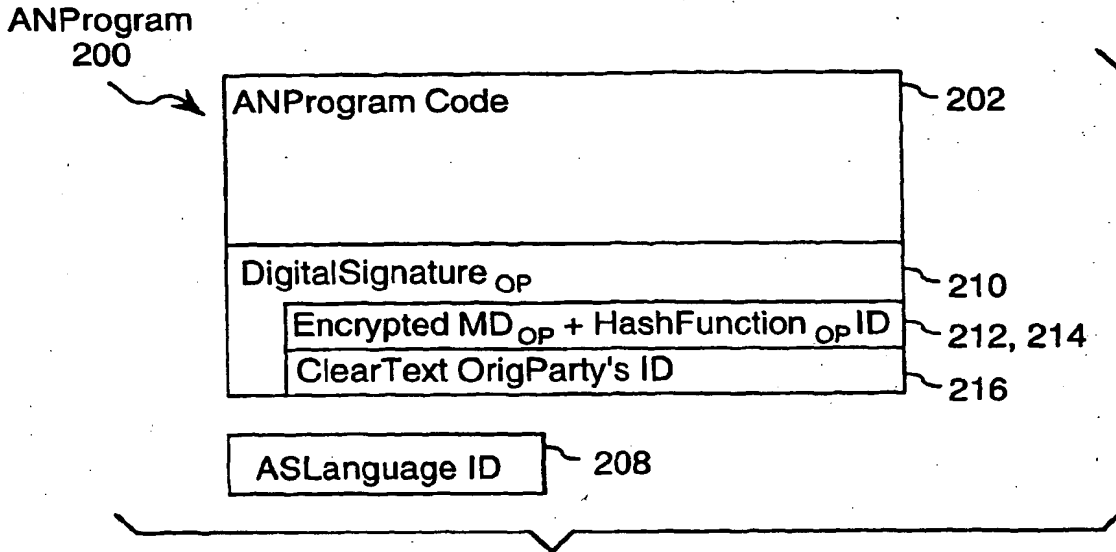 ANProgram
200
ANProgram Code
202
DigitalSignature OP
210
Encrypted MD OP + HashFunction OP ID
212, 214
ClearText OrigParty's ID
216
ASLanguage ID
208